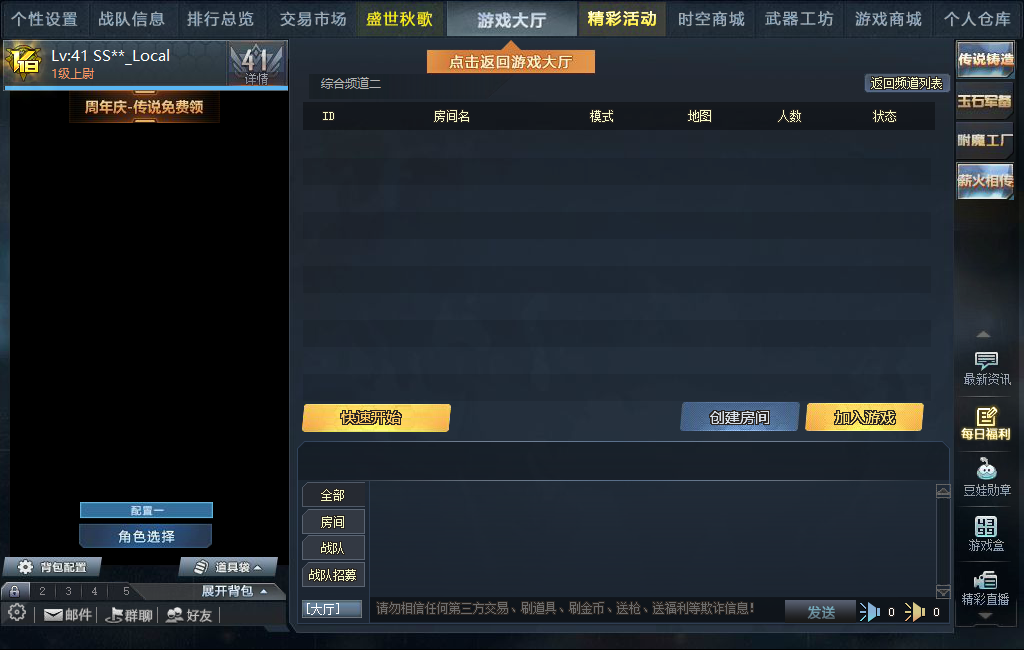 个性设置 战队信息 排行总览 交易市场 盛世秋歌 游戏大厅 精彩活动 时空商城 武器工坊 游戏商城 个人仓库
Lv:41 SS**_Local
1级上尉
41
详情
点击返回游戏大厅
周年庆-传说免费领
综合频道二
返回频道列表
ID 房间名 模式 地图 人数 状态
传说铸造
玉石军备
附魔工厂
薪火相传
最新资讯
每日福利
豆娃勋章
游戏盒
精彩直播
快速开始 创建房间 加入游戏
全部
房间
战队
战队招募
[大厅] 请勿相信任何第三方交易、刷道具、刷金币、送枪、送福利等欺诈信息！ 发送 0 0
配置一
角色选择
背包配置 道具袋
2 3 4 5 展开背包
邮件 群聊 好友